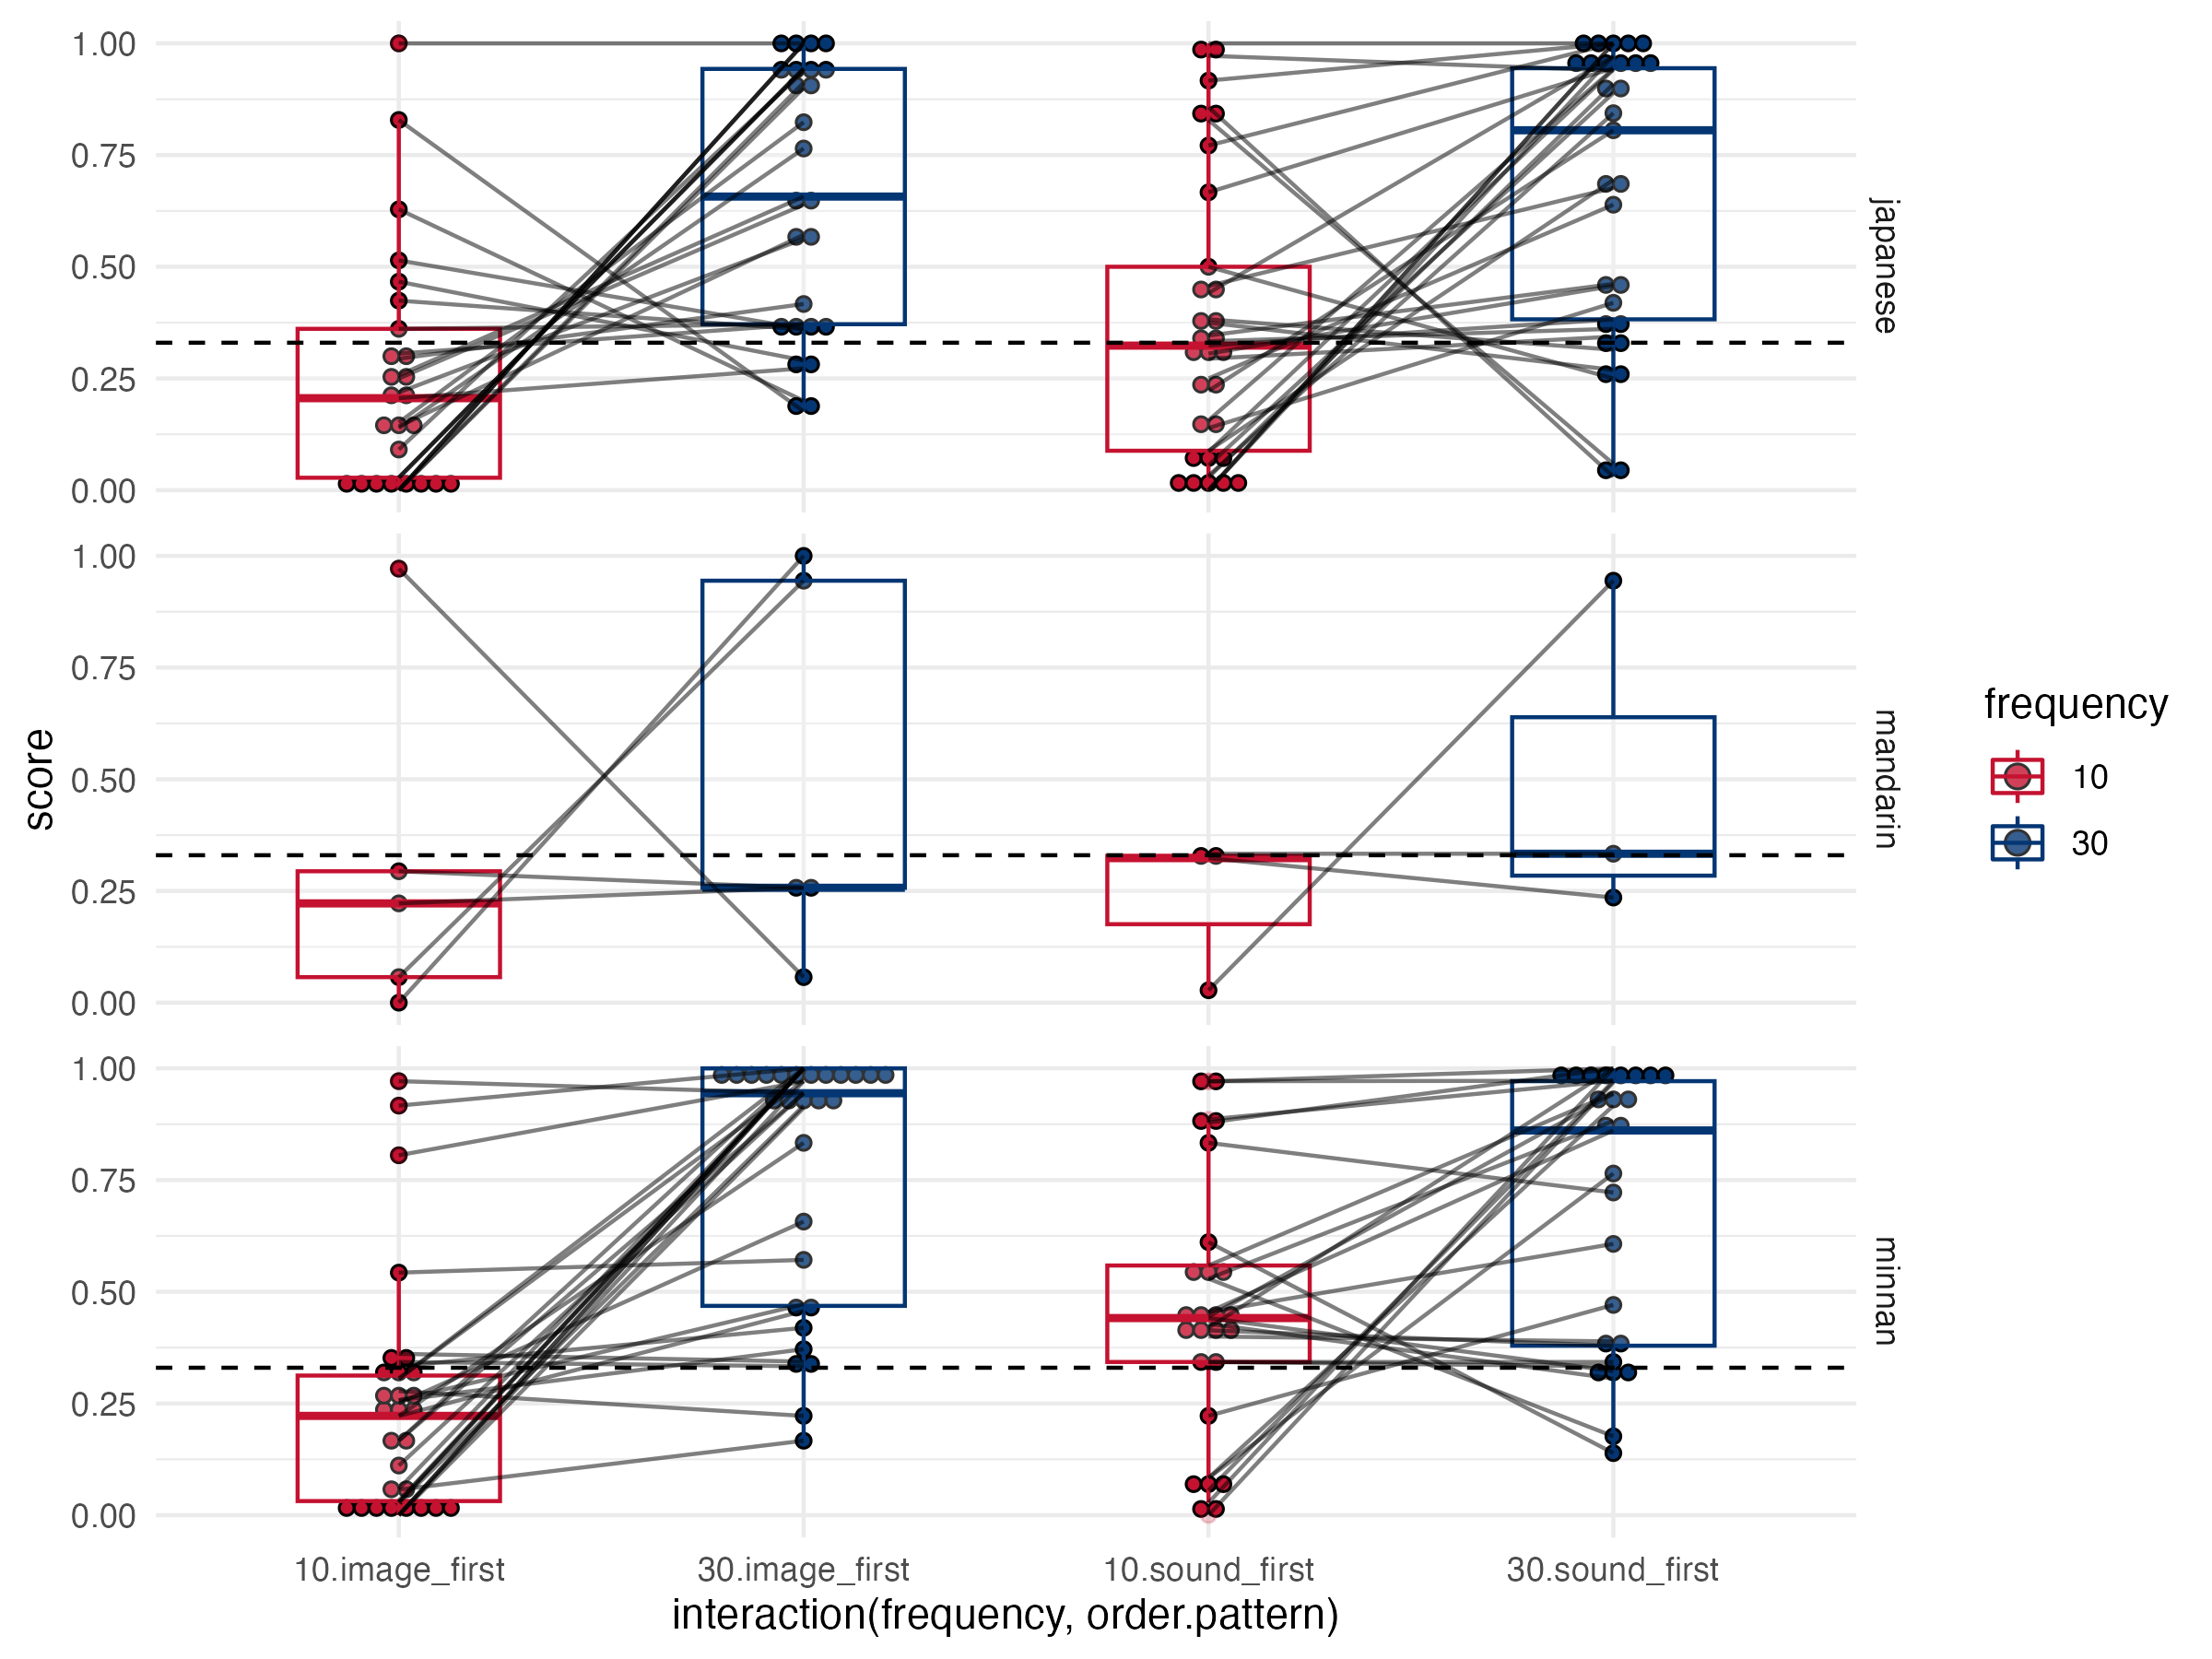 1.00
0.75
0.50
0.25
0.00
japanese
1.00
0.75
0.50
0.25
0.00
mandarin
1.00
0.75
0.50
0.25
0.00
minnan
score
10.image_first
30.image_first
10.sound_first
30.sound_first
interaction(frequency, order.pattern)
frequency
10
30